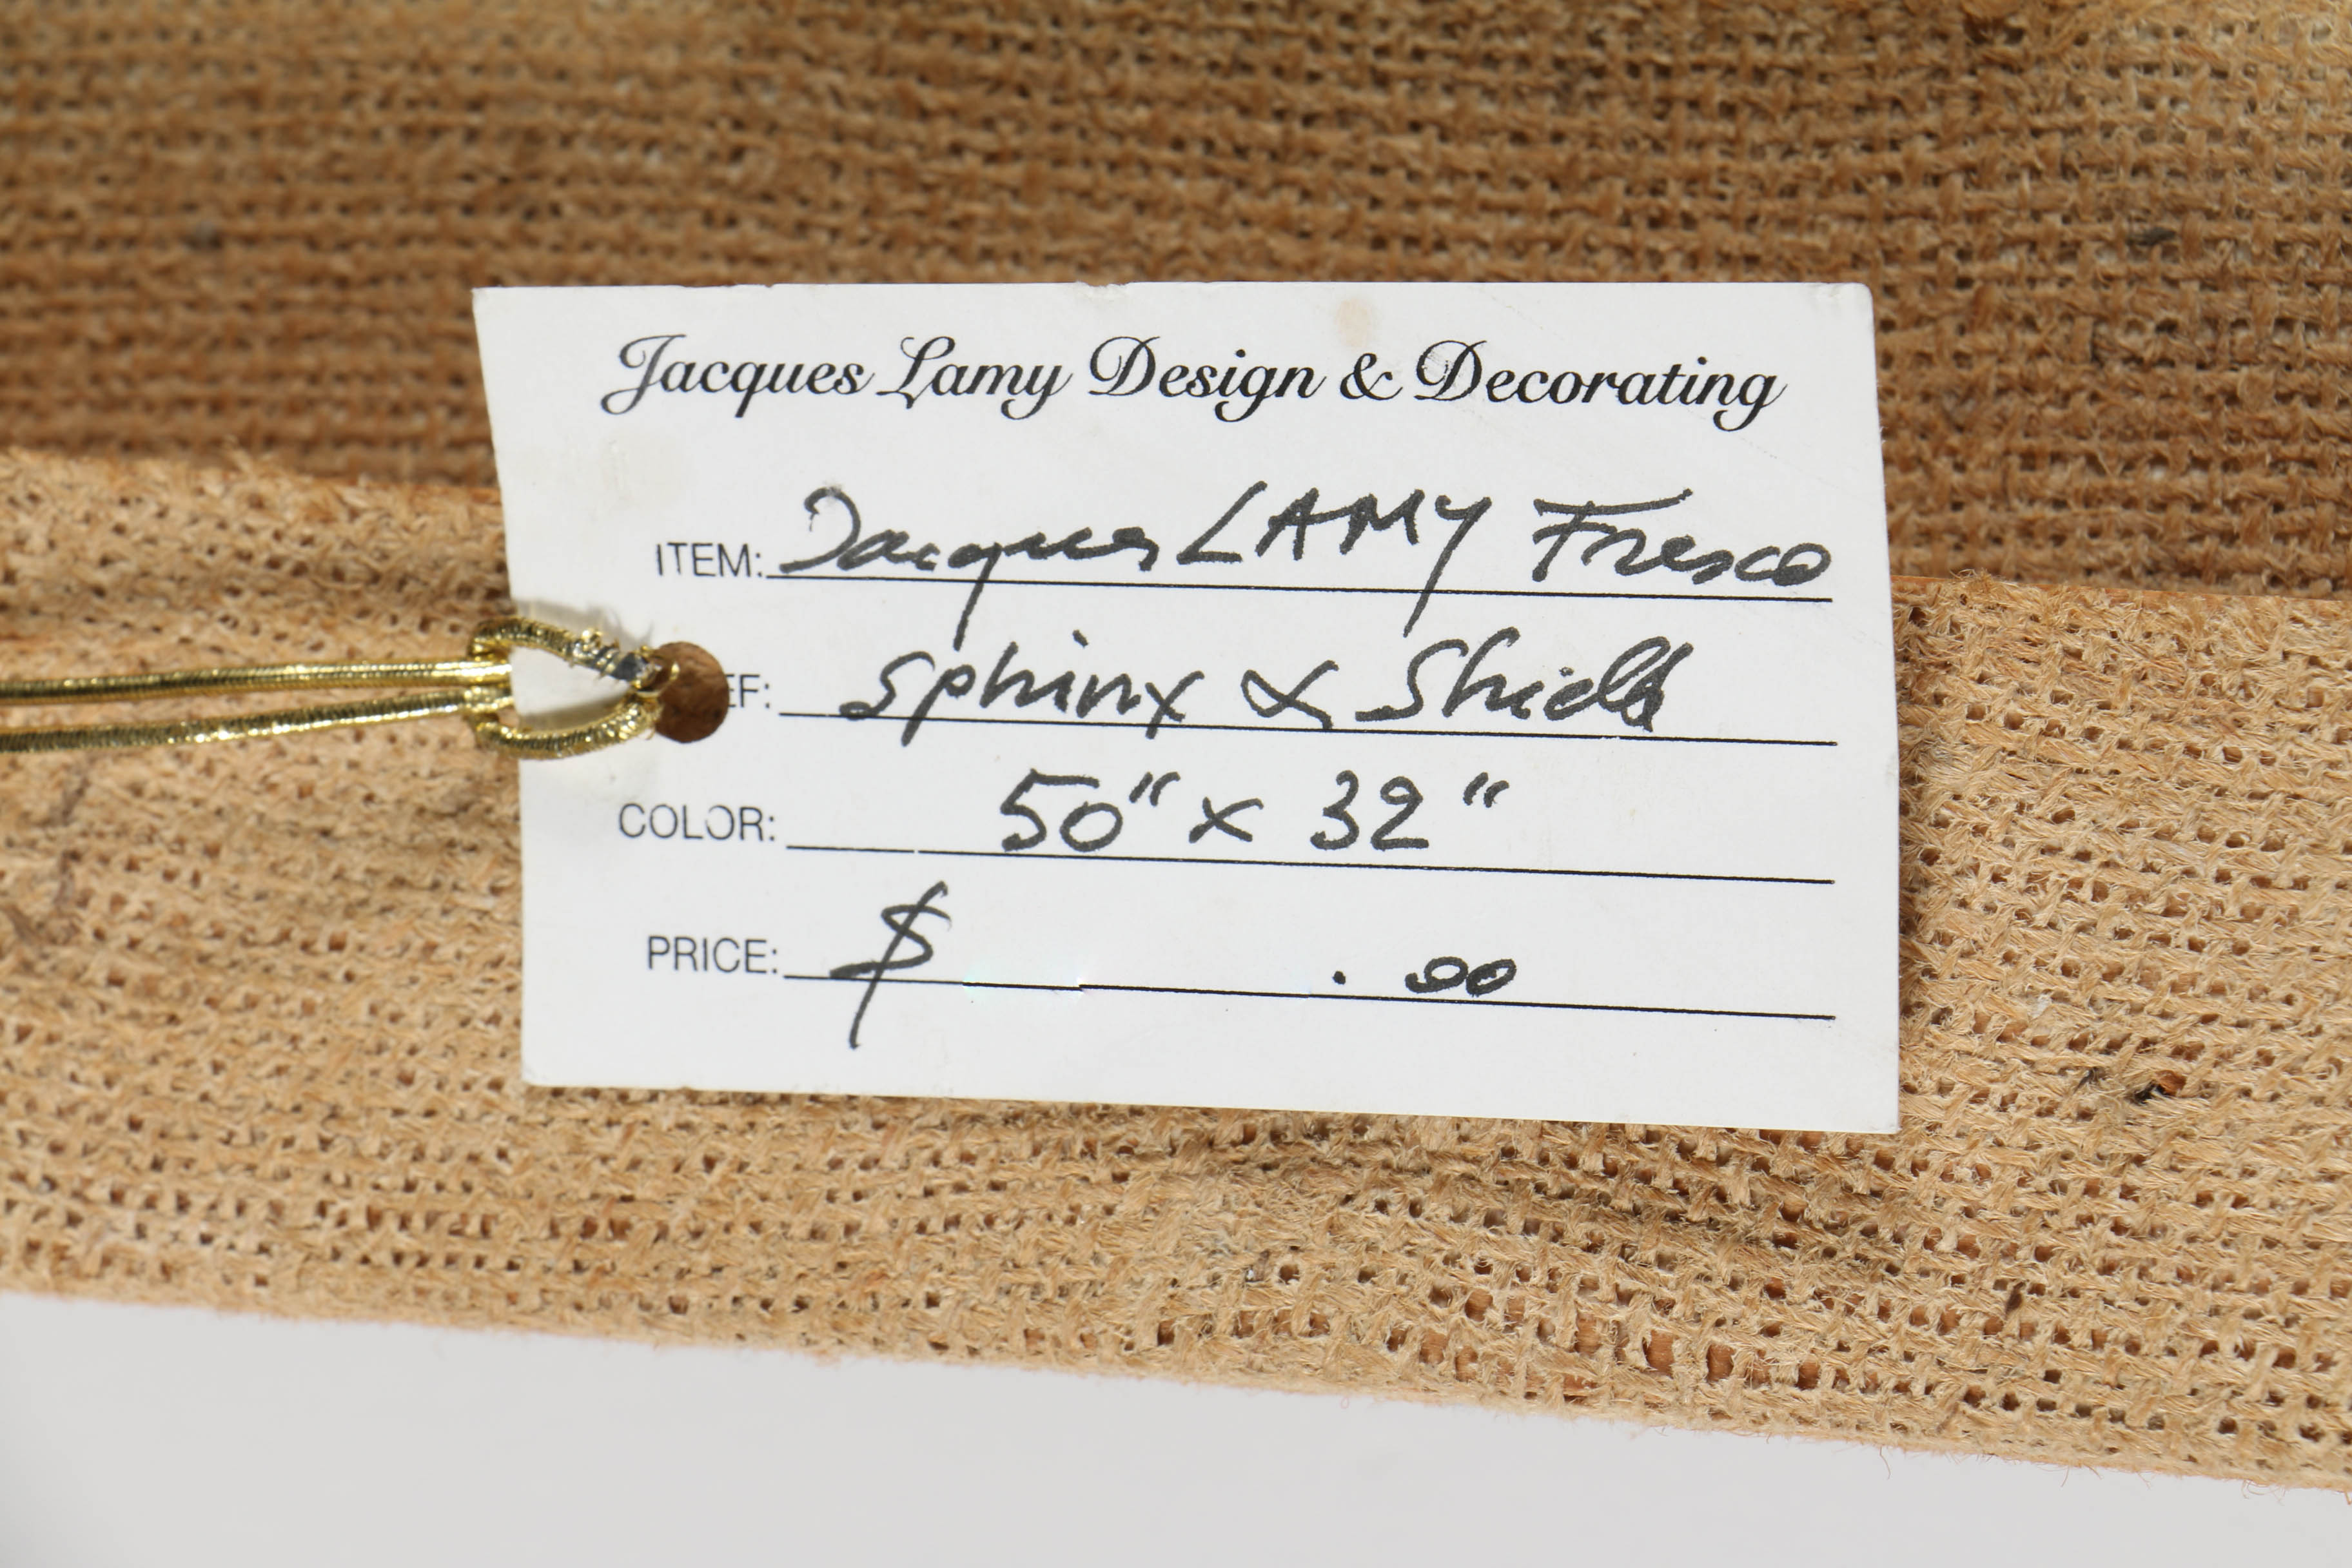 Jacques Lamy Design & Decorating
ITEM: Jacques LAMY Fresco
EF: Sphinx & Shield
COLOR: 50" x 32"
PRICE: $ . 00